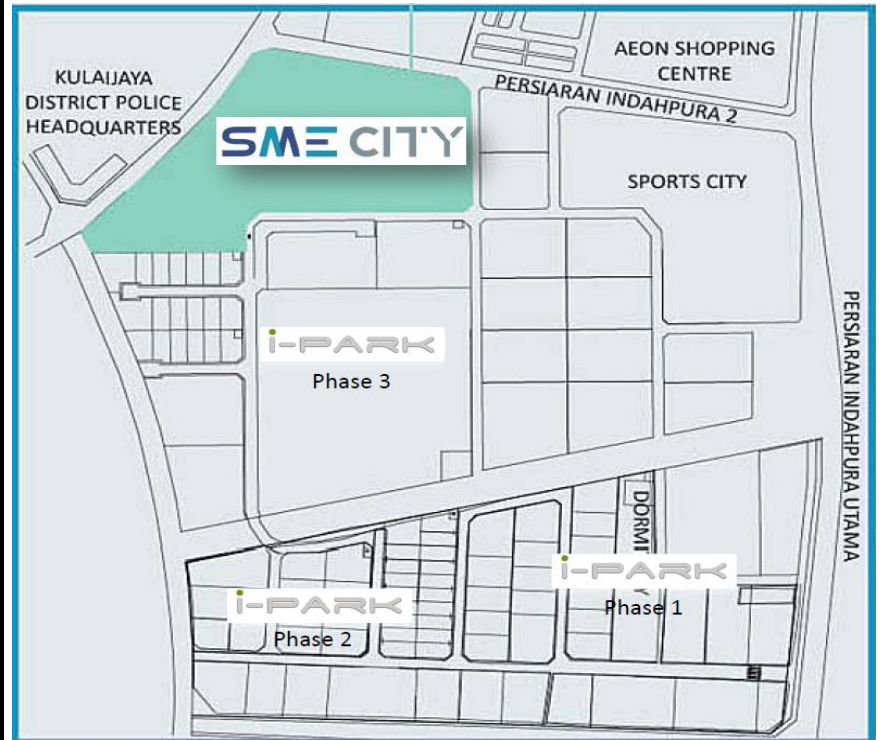 KULAIJAYA
DISTRICT POLICE
HEADQUARTERS
AEON SHOPPING
CENTRE
PERSIARAN INDAHPURA 2
SME CITY
SPORTS CITY
PERSIARAN INDAHPURA UTAMA
i-PARK
Phase 3
i-PARK
Phase 1
i-PARK
Phase 2